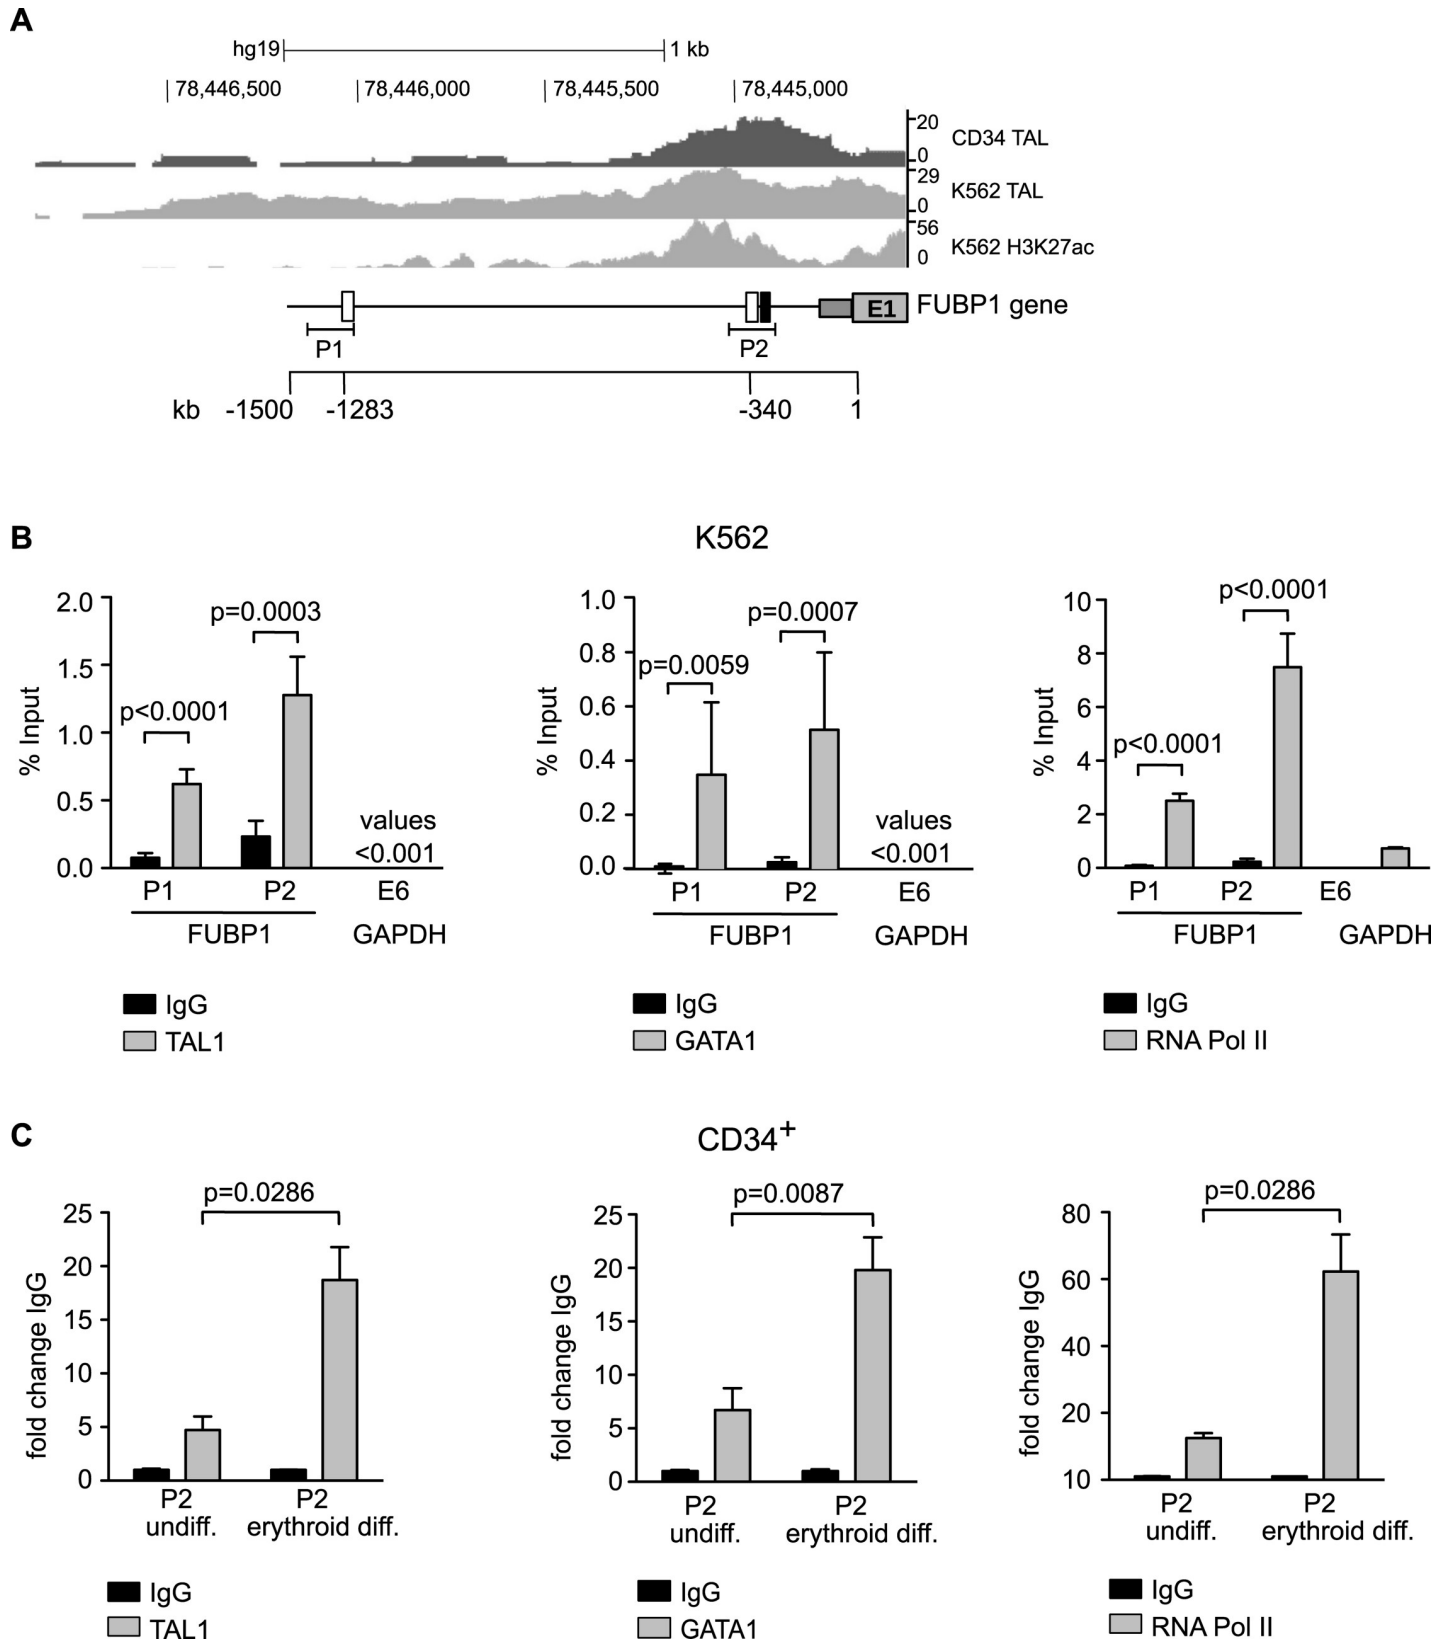 A
hg19 1 kb
78,446,500 78,446,000 78,445,500 78,445,000
20
CD34 TAL
0
29
K562 TAL
0
56
K562 H3K27ac
0
E1 FUBP1 gene
P1 P2
kb -1500 -1283 -340 1
B
K562
% Input
2.0
1.5
1.0
0.5
0.0
p<0.0001
p=0.0003
values
<0.001
P1 P2 E6
FUBP1 GAPDH
IgG
TAL1
% Input
1.0
0.8
0.6
0.4
0.2
0.0
p=0.0059
p=0.0007
values
<0.001
P1 P2 E6
FUBP1 GAPDH
IgG
GATA1
% Input
10
8
6
4
2
0
p<0.0001
p<0.0001
P1 P2 E6
FUBP1 GAPDH
IgG
RNA Pol II
C
CD34+
fold change IgG
25
20
15
10
5
0
p=0.0286
P2 P2
undiff. erythroid diff.
IgG
TAL1
fold change IgG
25
20
15
10
5
0
p=0.0087
P2 P2
undiff. erythroid diff.
IgG
GATA1
fold change IgG
80
60
40
20
10
p=0.0286
P2 P2
undiff. erythroid diff.
IgG
RNA Pol II